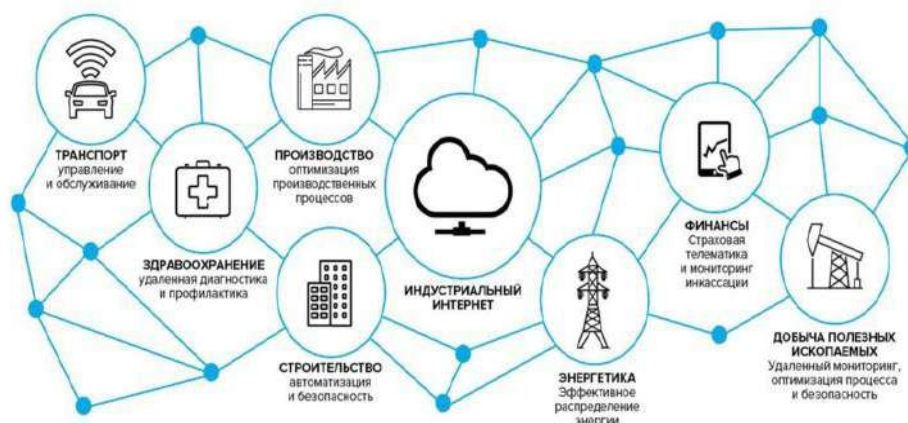 ТРАНСПОРТ
управление
и обслуживание
ПРОИЗВОДСТВО
оптимизация
производственных
процессов
ЗДРАВООХРАНЕНИЕ
удаленная диагностика
и профилактика
СТРОИТЕЛЬСТВО
автоматизация
и безопасность
ИНДУСТРИАЛЬНЫЙ
ИНТЕРНЕТ
ЭНЕРГЕТИКА
Эффективное
распределение
энергии
ФИНАНСЫ
Страховая
телематика
и мониторинг
инкассации
ДОБЫЧА ПОЛЕЗНЫХ
ИСКОПАЕМЫХ
Удаленный мониторинг,
оптимизация процесса
и безопасность